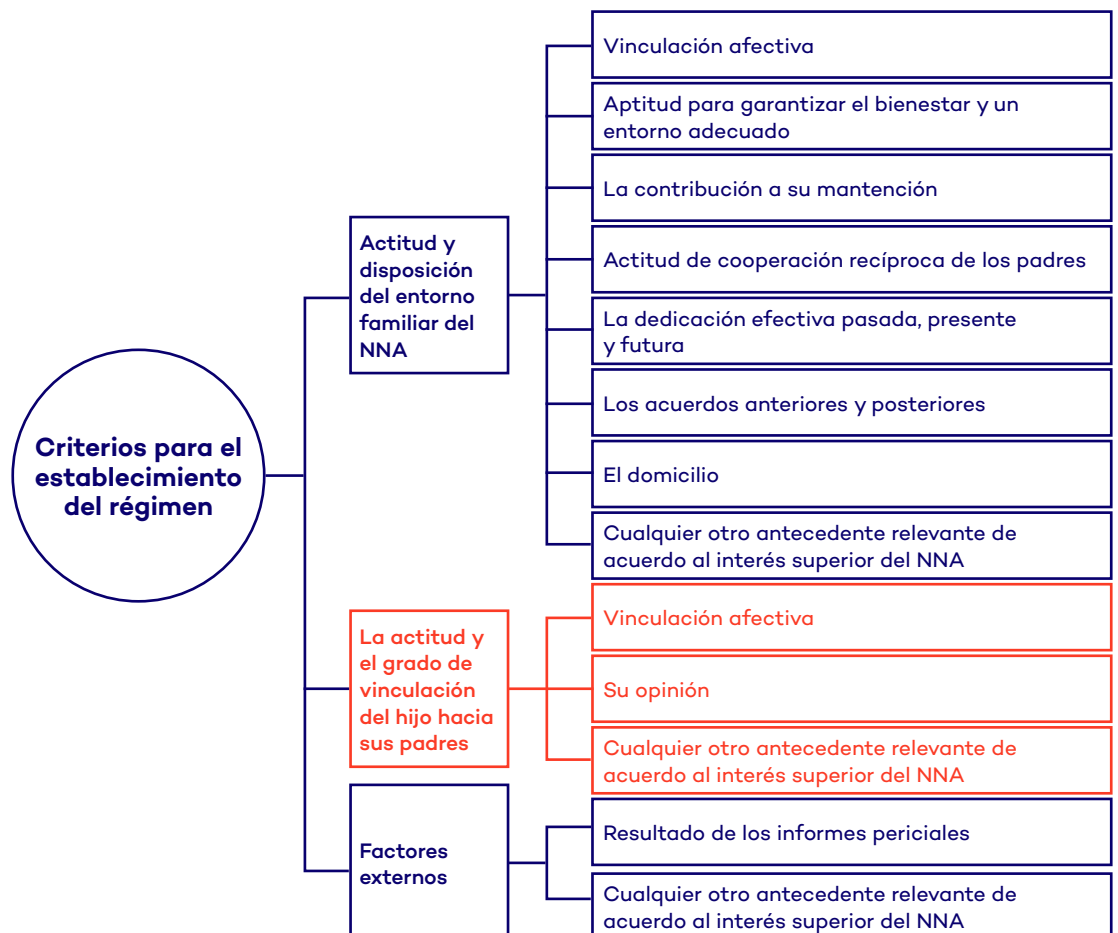 Criterios para el
establecimiento
del régimen
Actitud y
disposición
del entorno
familiar del
NNA
Vinculación afectiva
Aptitud para garantizar el bienestar y un
entorno adecuado
La contribución a su mantención
Actitud de cooperación recíproca de los padres
La dedicación efectiva pasada, presente
y futura
Los acuerdos anteriores y posteriores
El domicilio
Cualquier otro antecedente relevante de
acuerdo al interés superior del NNA
La actitud y
el grado de
vinculación
del hijo hacia
sus padres
Vinculación afectiva
Su opinión
Cualquier otro antecedente relevante de
acuerdo al interés superior del NNA
Factores
externos
Resultado de los informes periciales
Cualquier otro antecedente relevante de
acuerdo al interés superior del NNA